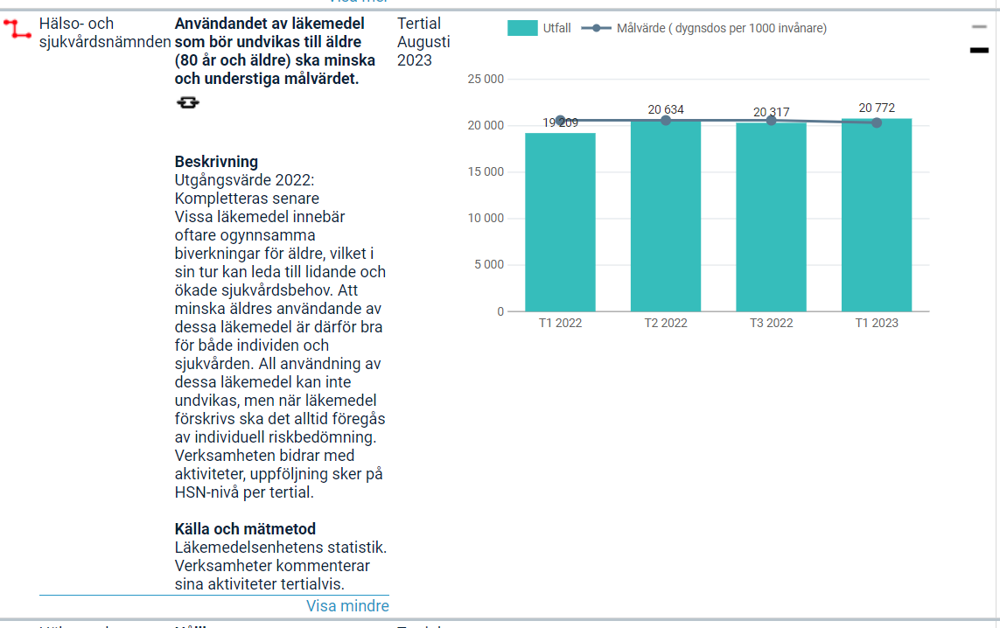 Hälso- och
sjukvårdsnämnden
Användandet av läkemedel
som bör undvikas till äldre
(80 år och äldre) ska minska
och understiga målvärdet.
Beskrivning
Utgångsvärde 2022:
Kompletteras senare
Vissa läkemedel innebär
oftare ogynnsamma
biverkningar för äldre, vilket i
sin tur kan leda till lidande och
ökade sjukvårdsbehov. Att
minska äldres användande av
dessa läkemedel är därför bra
för både individen och
sjukvården. All användning av
dessa läkemedel kan inte
undvikas, men när läkemedel
förskrivs ska det alltid föregås
av individuell riskbedömning.
Verksamheten bidrar med
aktiviteter, uppföljning sker på
HSN-nivå per tertial.
Källa och mätmetod
Läkemedelsenhetens statistik.
Verksamheter kommenterar
sina aktiviteter tertialvis.
Visa mindre
Tertial
Augusti
2023
Utfall
Målvärde ( dygnsdos per 1000 invånare)
25 000
20 000
15 000
10 000
5 000
0
19 209
20 634
20 317
20 772
T1 2022
T2 2022
T3 2022
T1 2023